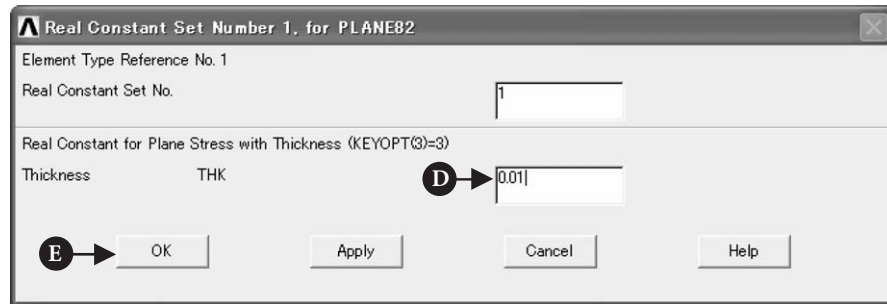 Real Constant Set Number 1, for PLANE82
Element Type Reference No. 1
Real Constant Set No. 1
Real Constant for Plane Stress with Thickness (KEYOPT(3)=3)
Thickness THK D 0.01
E OK Apply Cancel Help